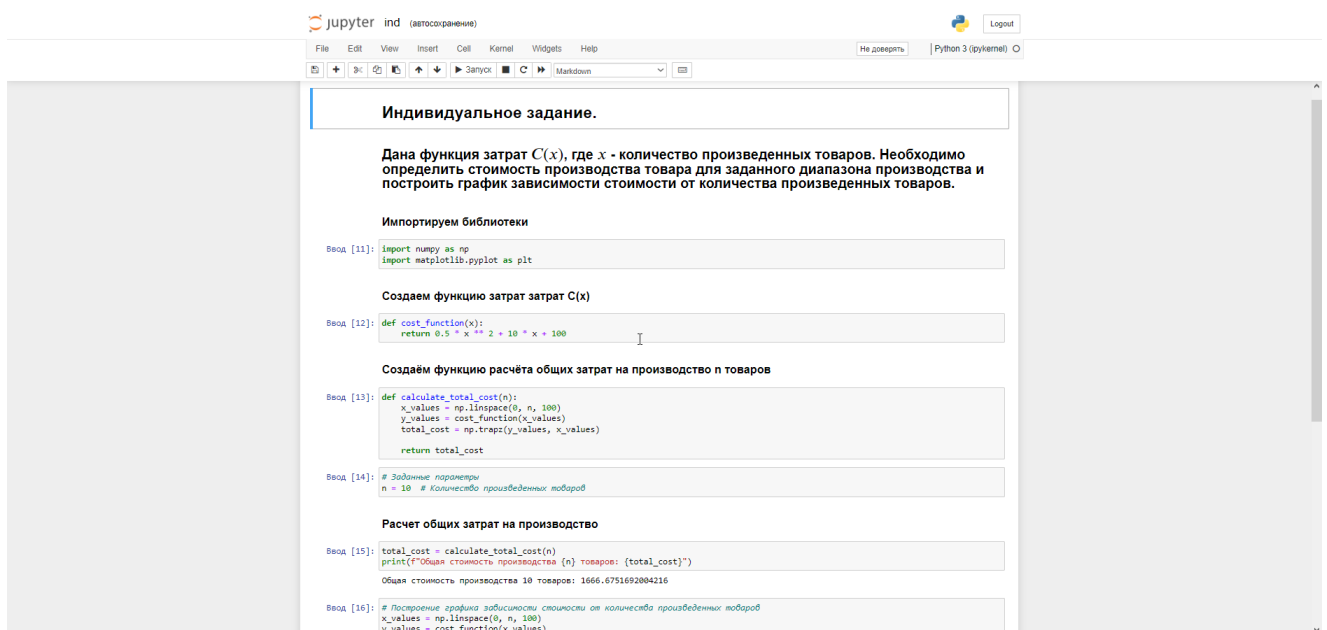 jupyter ind (автосохранение)
Logout
File Edit View Insert Cell Kernel Widgets Help
Не доверять Python 3 (ipykernel)
Запуск Markdown
Индивидуальное задание.
Дана функция затрат C(x), где x - количество произведенных товаров. Необходимо
определить стоимость производства товара для заданного диапазона производства и
построить график зависимости стоимости от количества произведенных товаров.
Импортируем библиотеки
Ввод [11]: import numpy as np
import matplotlib.pyplot as plt
Создаем функцию затрат затрат C(x)
Ввод [12]: def cost_function(x):
return 0.5 * x ** 2 + 10 * x + 100
Создаём функцию расчёта общих затрат на производство n товаров
Ввод [13]: def calculate_total_cost(n):
x_values = np.linspace(0, n, 100)
y_values = cost_function(x_values)
total_cost = np.trapz(y_values, x_values)
return total_cost
Ввод [14]: # Заданные параметры
n = 10 # Количество произведенных товаров
Расчет общих затрат на производство
Ввод [15]: total_cost = calculate_total_cost(n)
print(f"Общая стоимость производства {n} товаров: {total_cost}")
Общая стоимость производства 10 товаров: 1666.6751692004216
Ввод [16]: # Построение графика зависимости стоимости от количества произведенных товаров
x_values = np.linspace(0, n, 100)
y_values = cost_function(x_values)